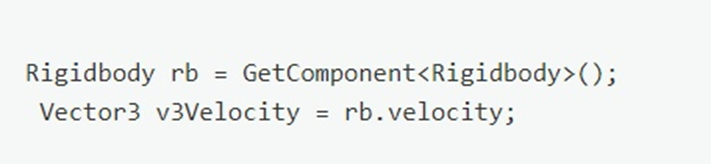 Rigidbody rb = GetComponent<Rigidbody>();
Vector3 v3Velocity = rb.velocity;